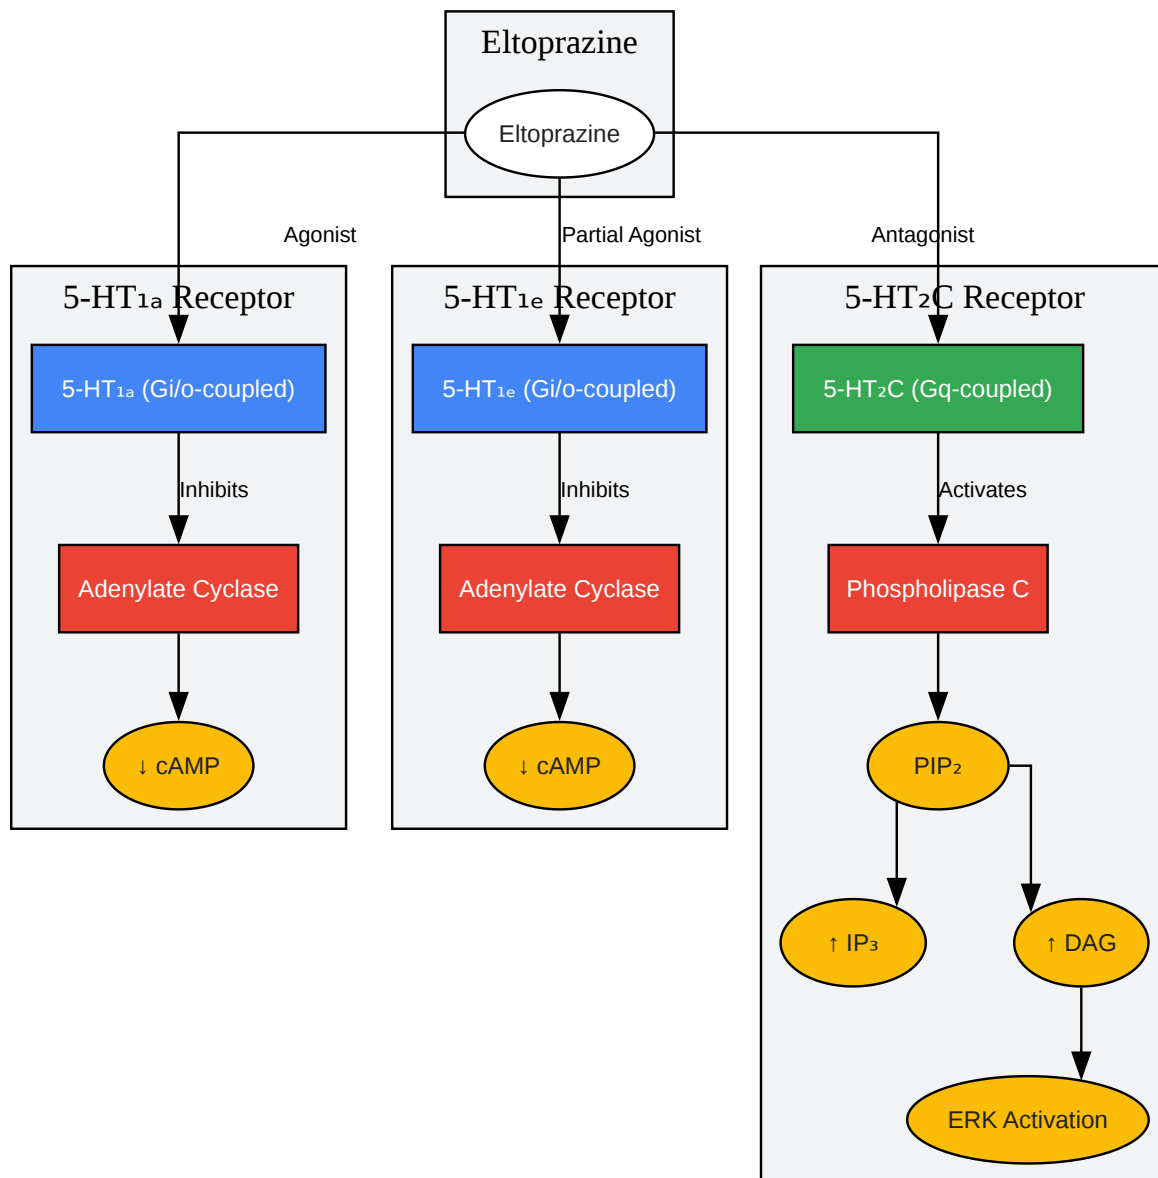 Eltoprazine
Eltoprazine
Agonist
Partial Agonist
Antagonist
5-HT₁ₐ Receptor
5-HT₁ₑ Receptor
5-HT₂C Receptor
5-HT₁ₐ (Gi/o-coupled)
5-HT₁ₑ (Gi/o-coupled)
5-HT₂C (Gq-coupled)
Inhibits
Inhibits
Activates
Adenylate Cyclase
Adenylate Cyclase
Phospholipase C
↓ cAMP
↓ cAMP
PIP₂
↑ IP₃
↑ DAG
ERK Activation